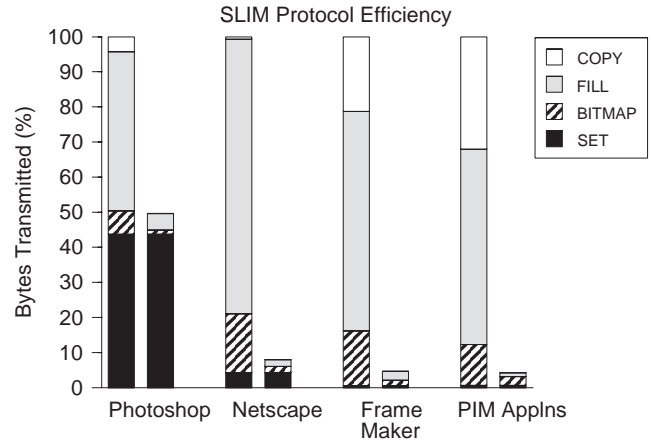 SLIM Protocol Efficiency
Bytes Transmitted (%)
100
90
80
70
60
50
40
30
20
10
0
COPY
FILL
BITMAP
SET
Photoshop
Netscape
Frame
Maker
PIM Applns